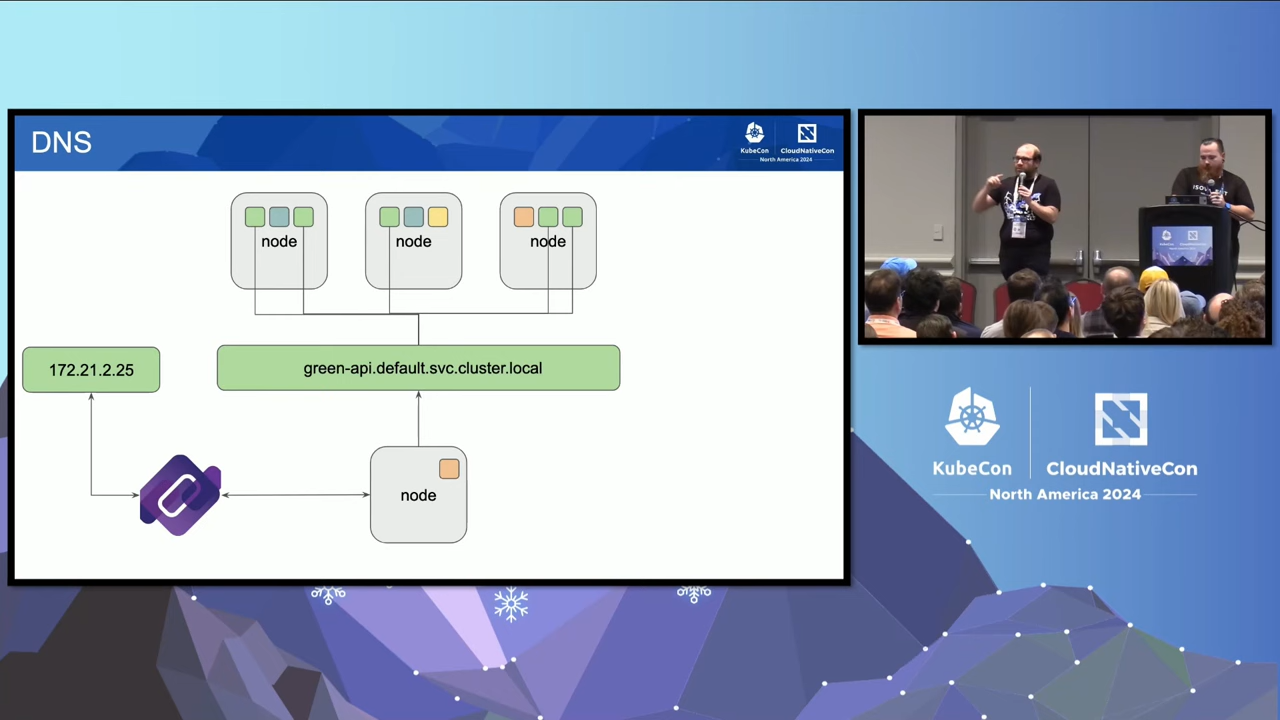 DNS
KubeCon
CloudNativeCon
North America 2024
node
node
node
172.21.2.25
green-api.default.svc.cluster.local
node
KubeCon
CloudNativeCon
North America 2024